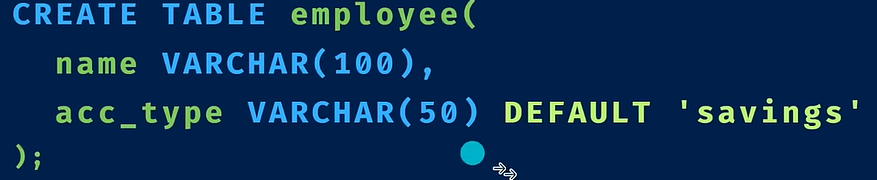 CREATE TABLE employee(
name VARCHAR(100),
acc_type VARCHAR(50) DEFAULT 'savings'
);